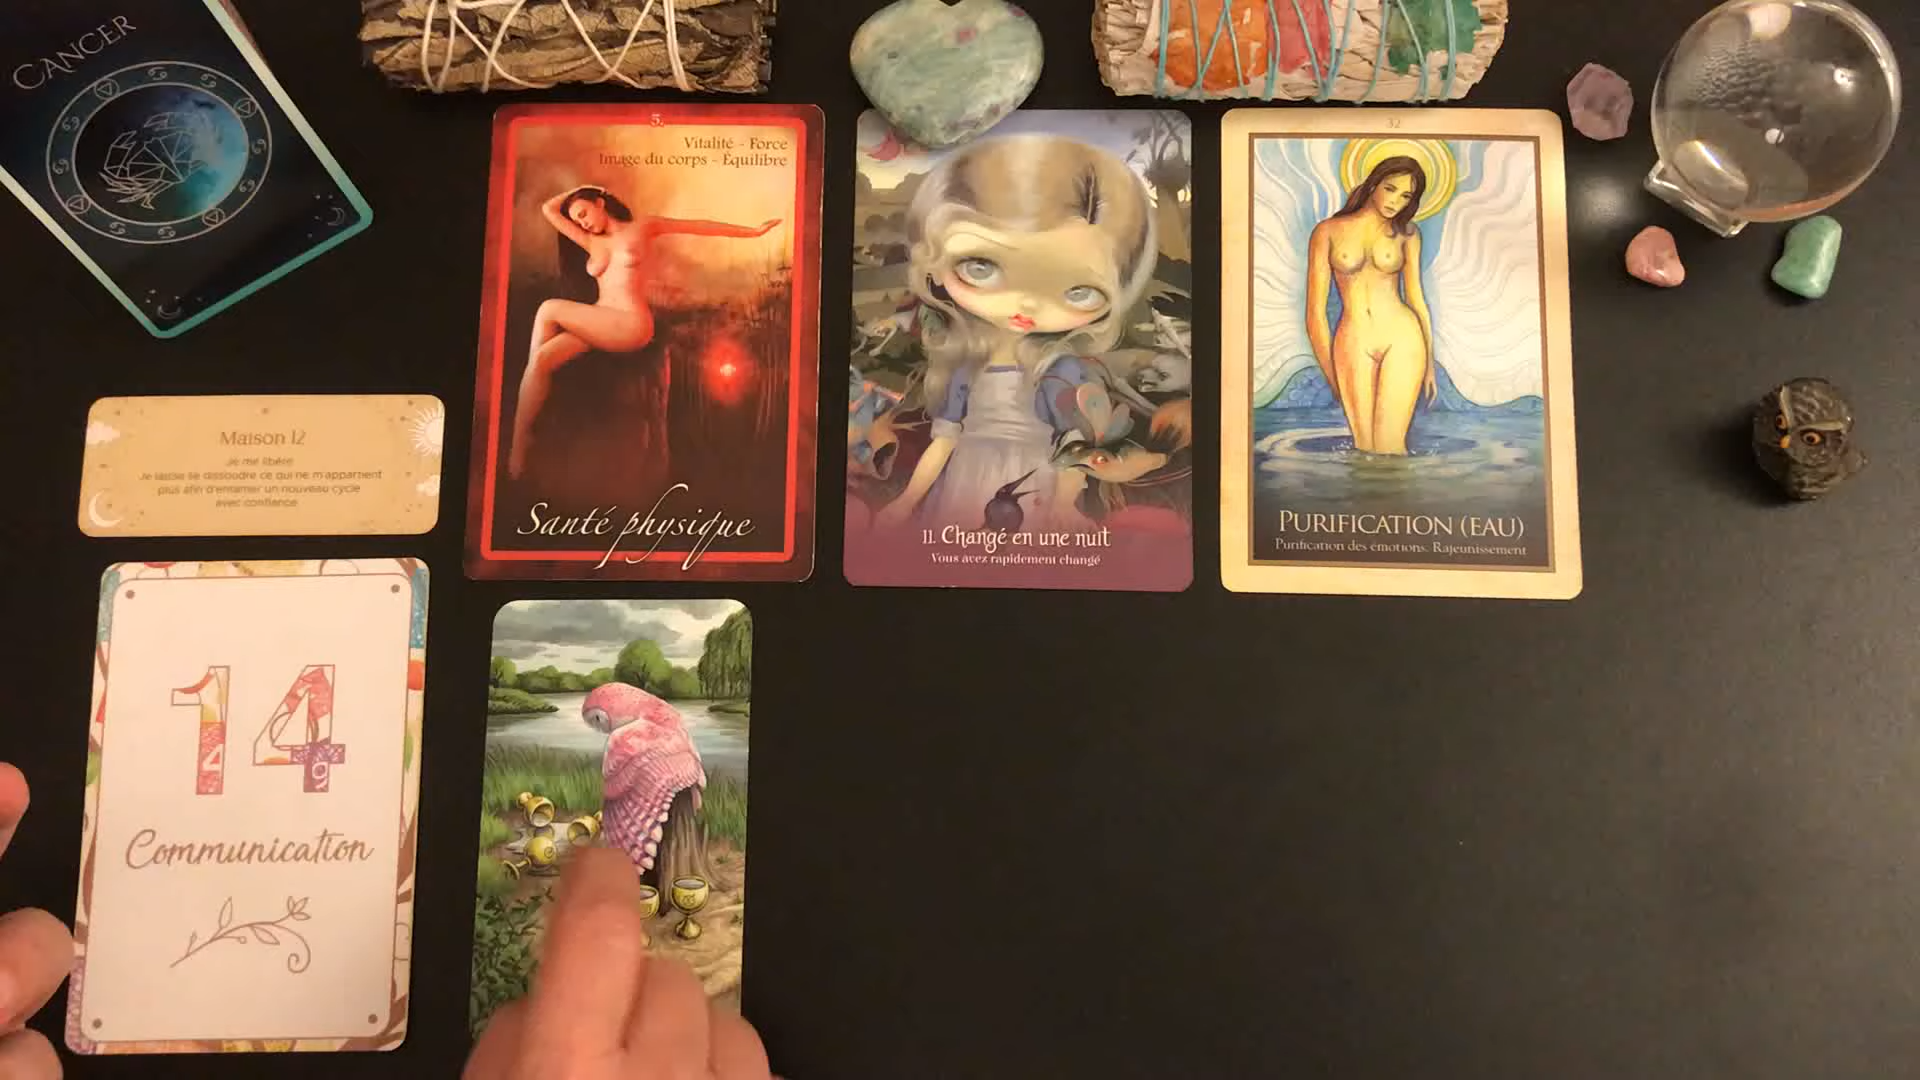 CANCER
5.
Vitalité - Force
Image du corps - Équilibre
Santé physique
11. Changé en une nuit
Vous avez rapidement changé
32
PURIFICATION (EAU)
Purification des émotions. Rajeunissement
Maison 12
Je me libère
Je laisse se dissoudre ce qui ne m'appartient
plus afin d'entamer un nouveau cycle
avec confiance
14
Communication